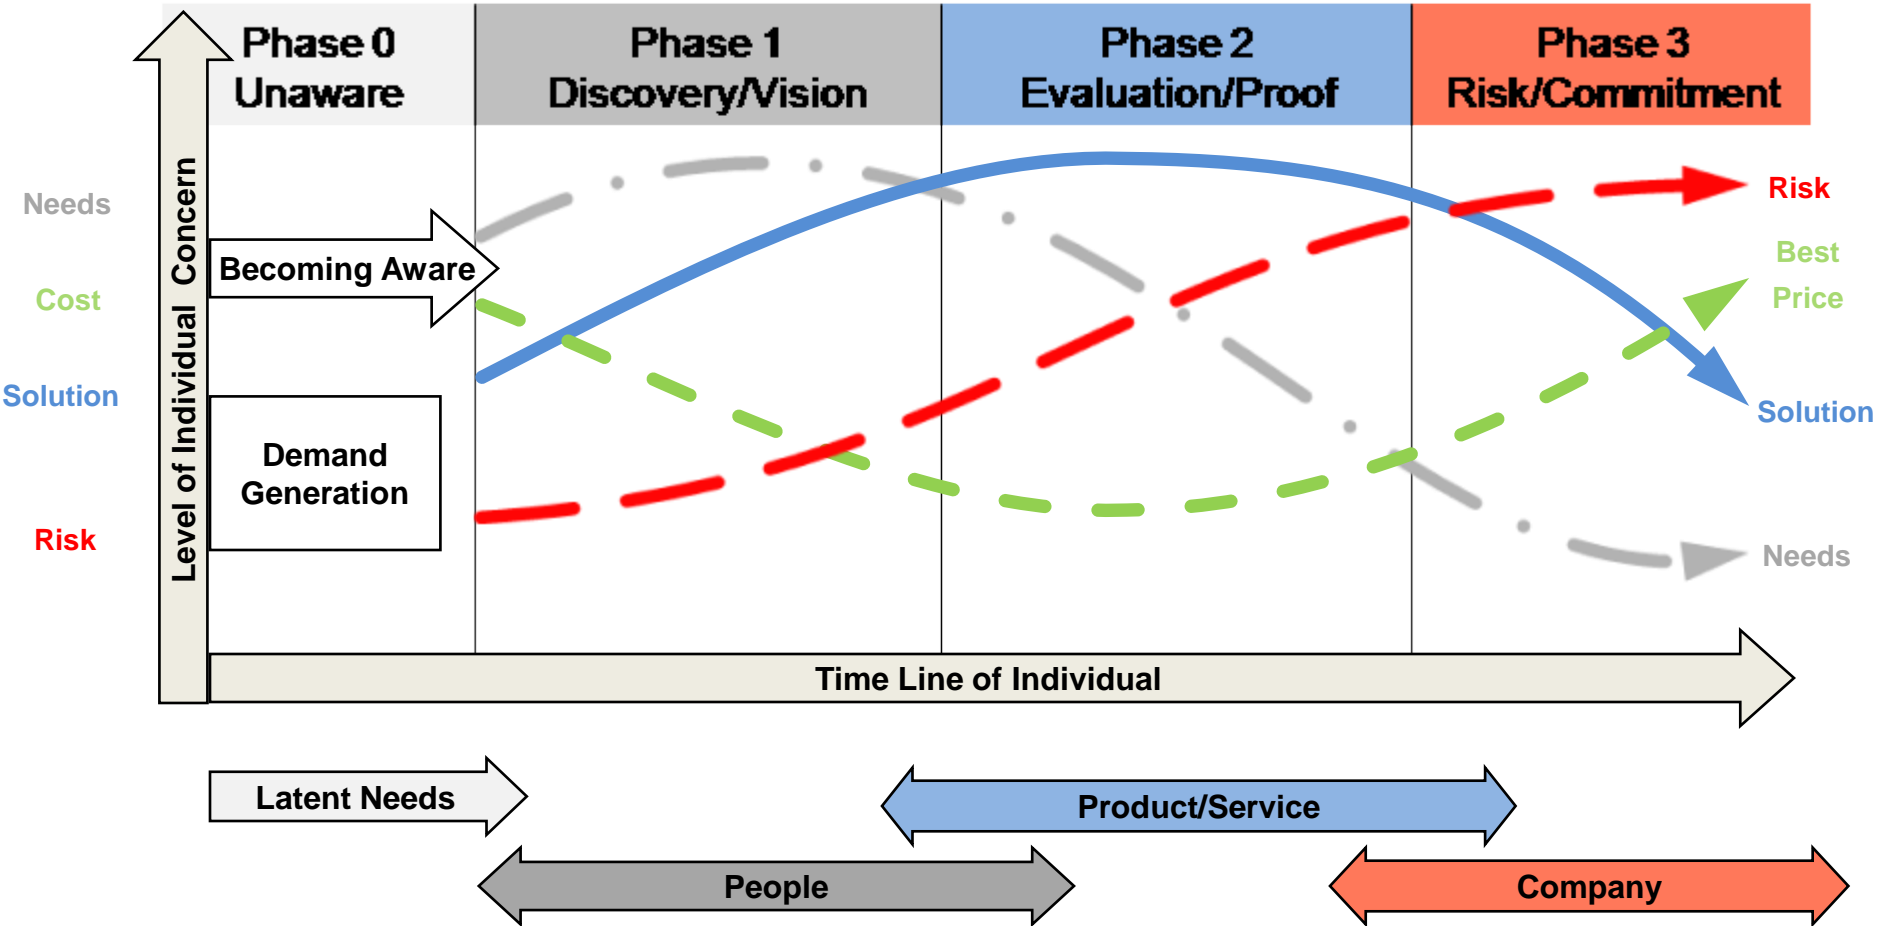 Phase 0
Unaware
Phase 1
Discovery/Vision
Phase 2
Evaluation/Proof
Phase 3
Risk/Commitment
Level of Individual Concern
Needs
Cost
Solution
Risk
Becoming Aware
Demand
Generation
Risk
Best
Price
Solution
Needs
Time Line of Individual
Latent Needs
Product/Service
People
Company